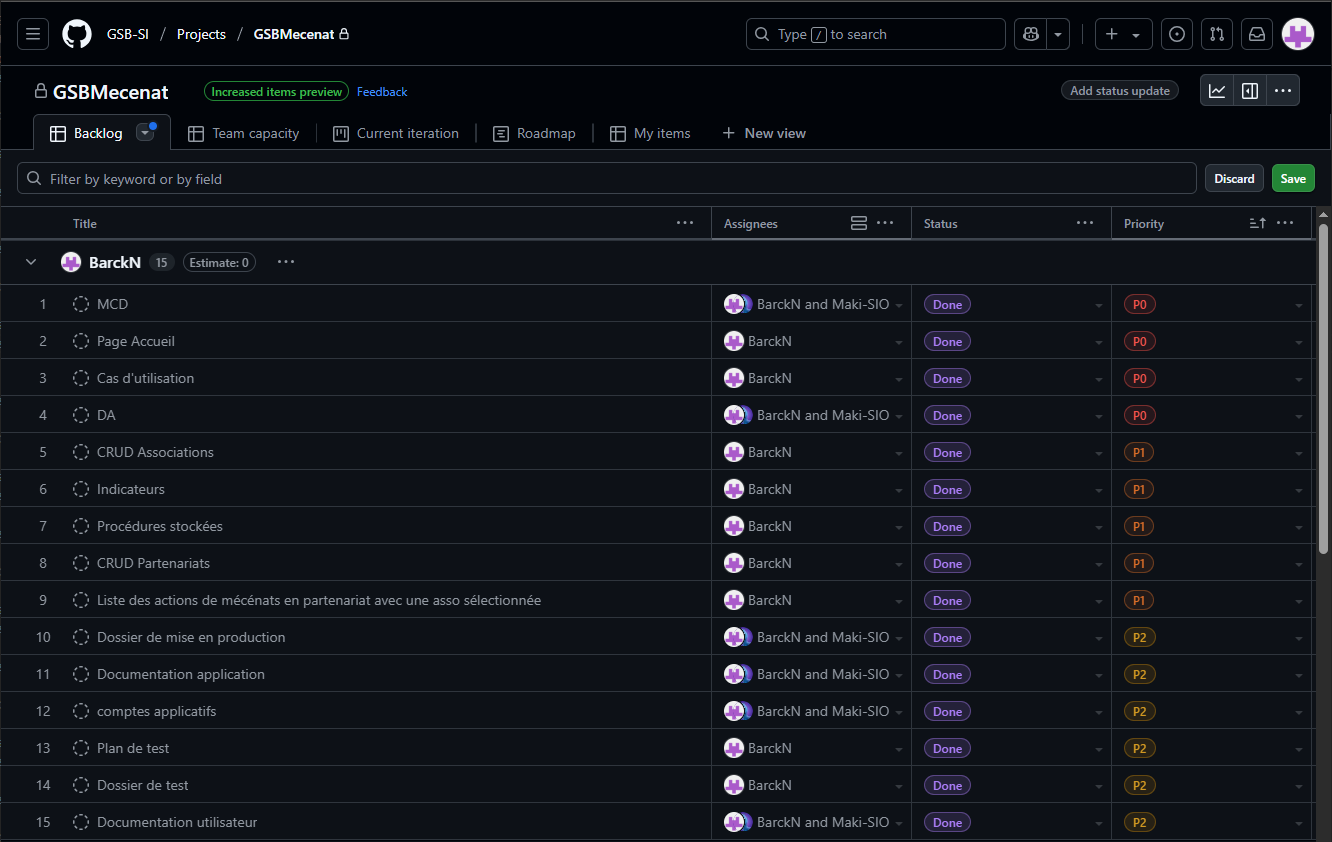 GSB-SI / Projects / GSBMecenat
Type / to search
GSBMecenat Increased items preview Feedback Add status update
Backlog Team capacity Current iteration Roadmap My items + New view
Filter by keyword or by field Discard Save
Title Assignees Status Priority
BarckN 15 Estimate: 0
1 MCD BarckN and Maki-SIO Done P0
2 Page Accueil BarckN Done P0
3 Cas d'utilisation BarckN Done P0
4 DA BarckN and Maki-SIO Done P0
5 CRUD Associations BarckN Done P1
6 Indicateurs BarckN Done P1
7 Procédures stockées BarckN Done P1
8 CRUD Partenariats BarckN Done P1
9 Liste des actions de mécénats en partenariat avec une asso sélectionnée BarckN Done P1
10 Dossier de mise en production BarckN and Maki-SIO Done P2
11 Documentation application BarckN and Maki-SIO Done P2
12 comptes applicatifs BarckN and Maki-SIO Done P2
13 Plan de test BarckN Done P2
14 Dossier de test BarckN Done P2
15 Documentation utilisateur BarckN and Maki-SIO Done P2